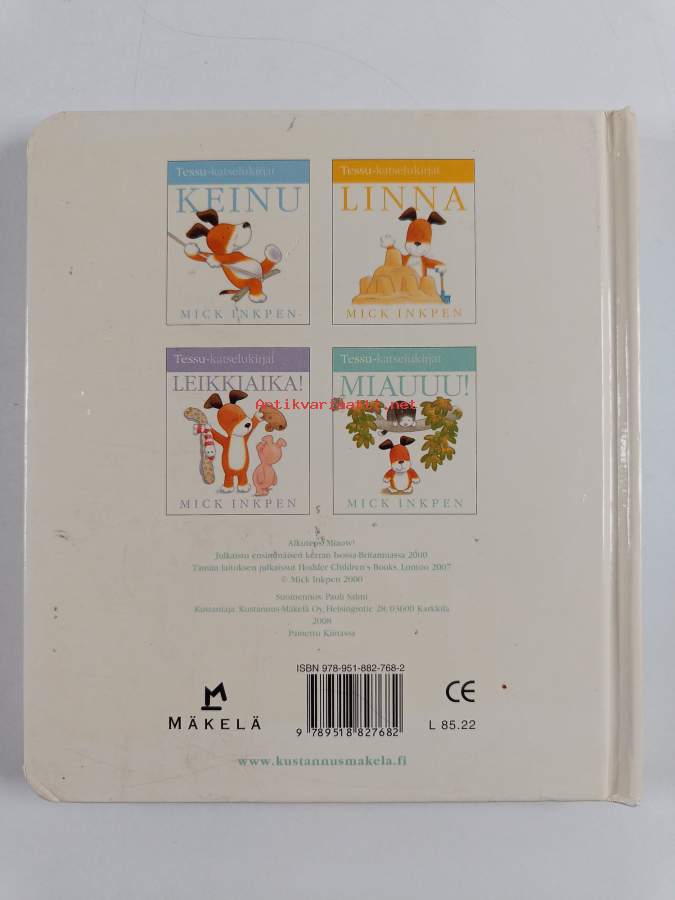 Tessu-katselukirjat
KEINU
MICK INKPEN
Tessu-katselukirjat
LINNA
MICK INKPEN
Tessu-katselukirjat
LEIKKIAIKA!
MICK INKPEN
Tessu-katselukirjat
MIAUUU!
MICK INKPEN
Antikvariaatti.net
Alkuteos: Miaow!
Julkaistu ensimmäisen kerran Isossa-Britanniassa 2000
Tämän laitoksen julkaissut Hodder Children's Books, Lontoo 2007
© Mick Inkpen 2000
Suomennos: Pauli Salmi
Kustantaja: Kustannus-Mäkelä Oy, Helsingintie 28, 03600 Karkkila
2008
Painettu Kiinassa
ISBN 978-951-882-768-2
9 789518 827682
MÄKELÄ
CE
L 85.22
www.kustannusmakela.fi